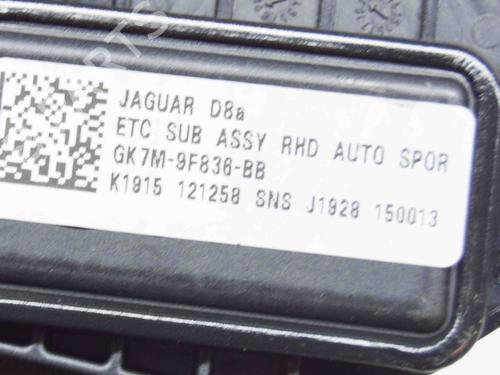 JAGUAR D8a
ETC SUB ASSY RHD AUTO SPOR
GK7M-9F836-BB
K1915 121258 SNS J1928 150013